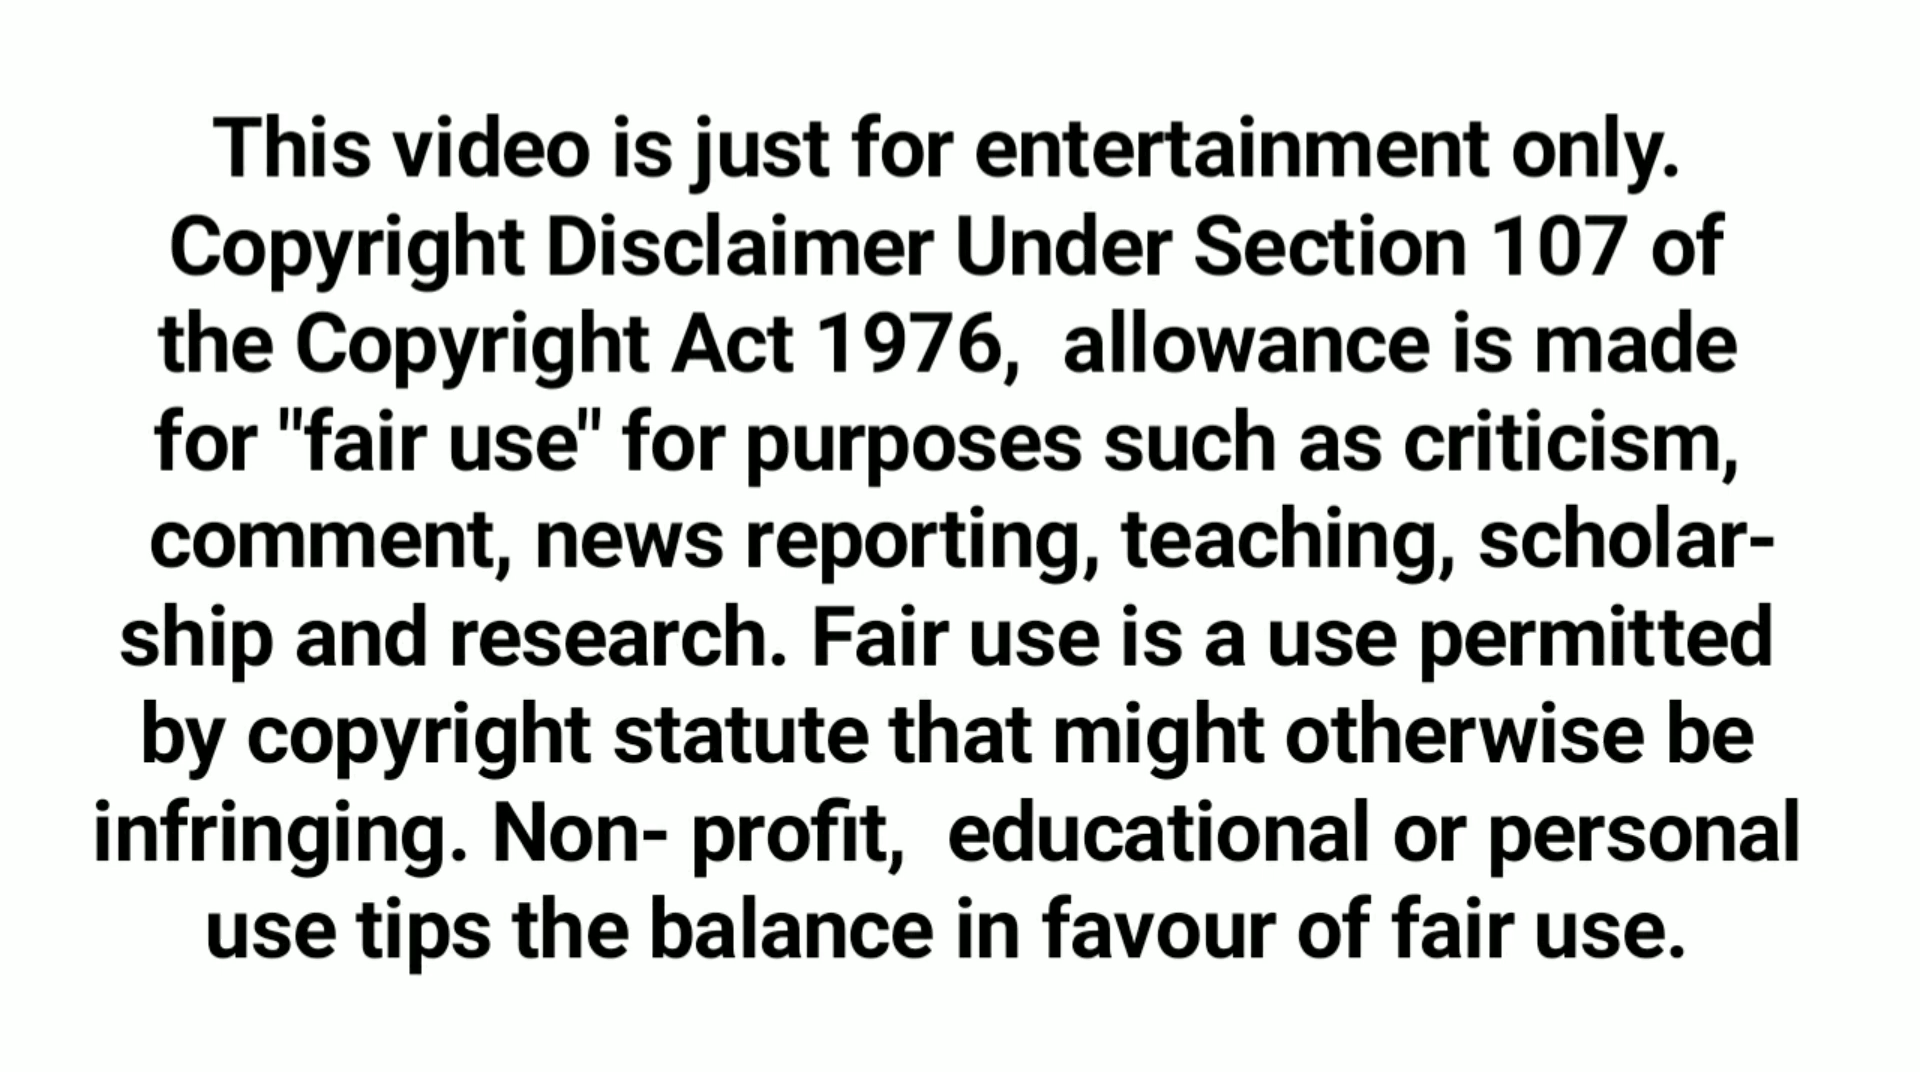 This video is just for entertainment only.
Copyright Disclaimer Under Section 107 of
the Copyright Act 1976,  allowance is made
for "fair use" for purposes such as criticism,
comment, news reporting, teaching, scholar-
ship and research. Fair use is a use permitted
by copyright statute that might otherwise be
infringing. Non- profit,  educational or personal
use tips the balance in favour of fair use.